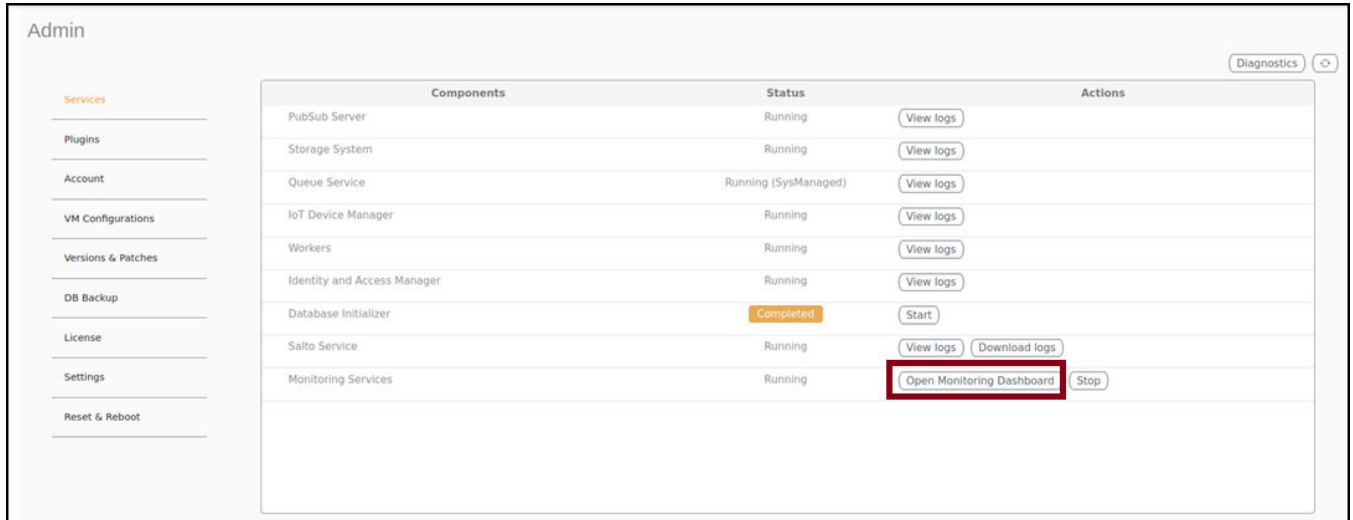 Admin
Diagnostics
Services
Plugins
Account
VM Configurations
Versions & Patches
DB Backup
License
Settings
Reset & Reboot
Components Status Actions
PubSub Server Running View logs
Storage System Running View logs
Queue Service Running (SysManaged) View logs
IoT Device Manager Running View logs
Workers Running View logs
Identity and Access Manager Running View logs
Database Initializer Completed Start
Salto Service Running View logs Download logs
Monitoring Services Running Open Monitoring Dashboard Stop